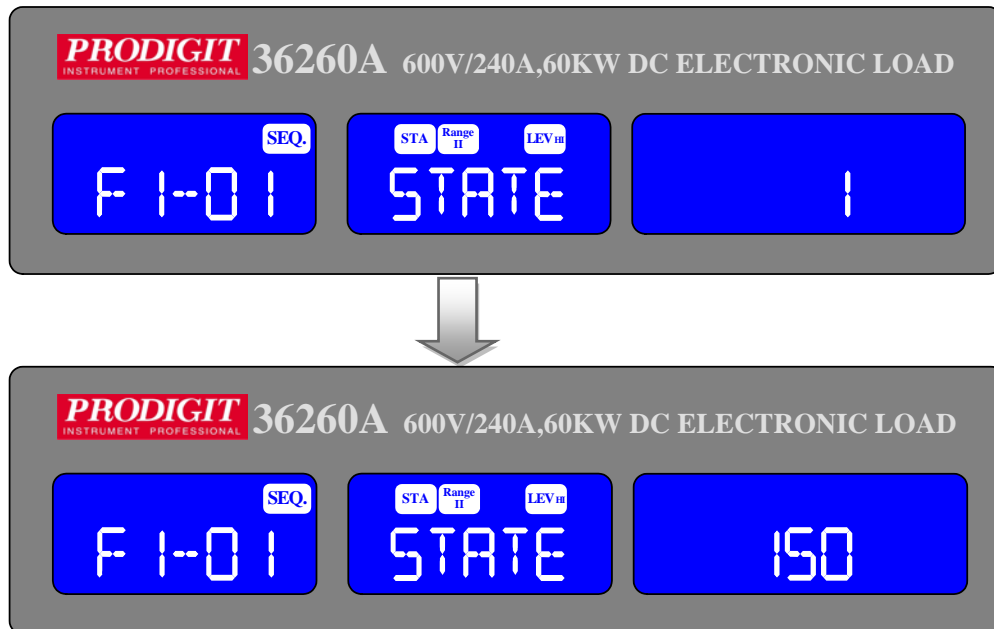 PRODIGIT 36260A 600V/240A,60KW DC ELECTRONIC LOAD
INSTRUMENT PROFESSIONAL
SEQ. STA Range II LEV HI
F1-01 STATE 1
PRODIGIT 36260A 600V/240A,60KW DC ELECTRONIC LOAD
INSTRUMENT PROFESSIONAL
SEQ. STA Range II LEV HI
F1-01 STATE 150